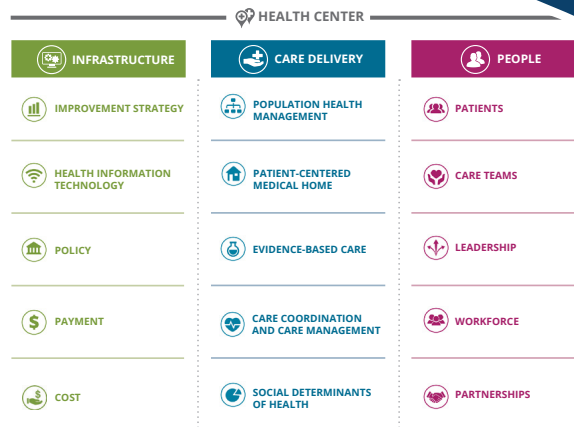 HEALTH CENTER
INFRASTRUCTURE
IMPROVEMENT STRATEGY
HEALTH INFORMATION
TECHNOLOGY
POLICY
PAYMENT
COST
CARE DELIVERY
POPULATION HEALTH
MANAGEMENT
PATIENT-CENTERED
MEDICAL HOME
EVIDENCE-BASED CARE
CARE COORDINATION
AND CARE MANAGEMENT
SOCIAL DETERMINANTS
OF HEALTH
PEOPLE
PATIENTS
CARE TEAMS
LEADERSHIP
WORKFORCE
PARTNERSHIPS